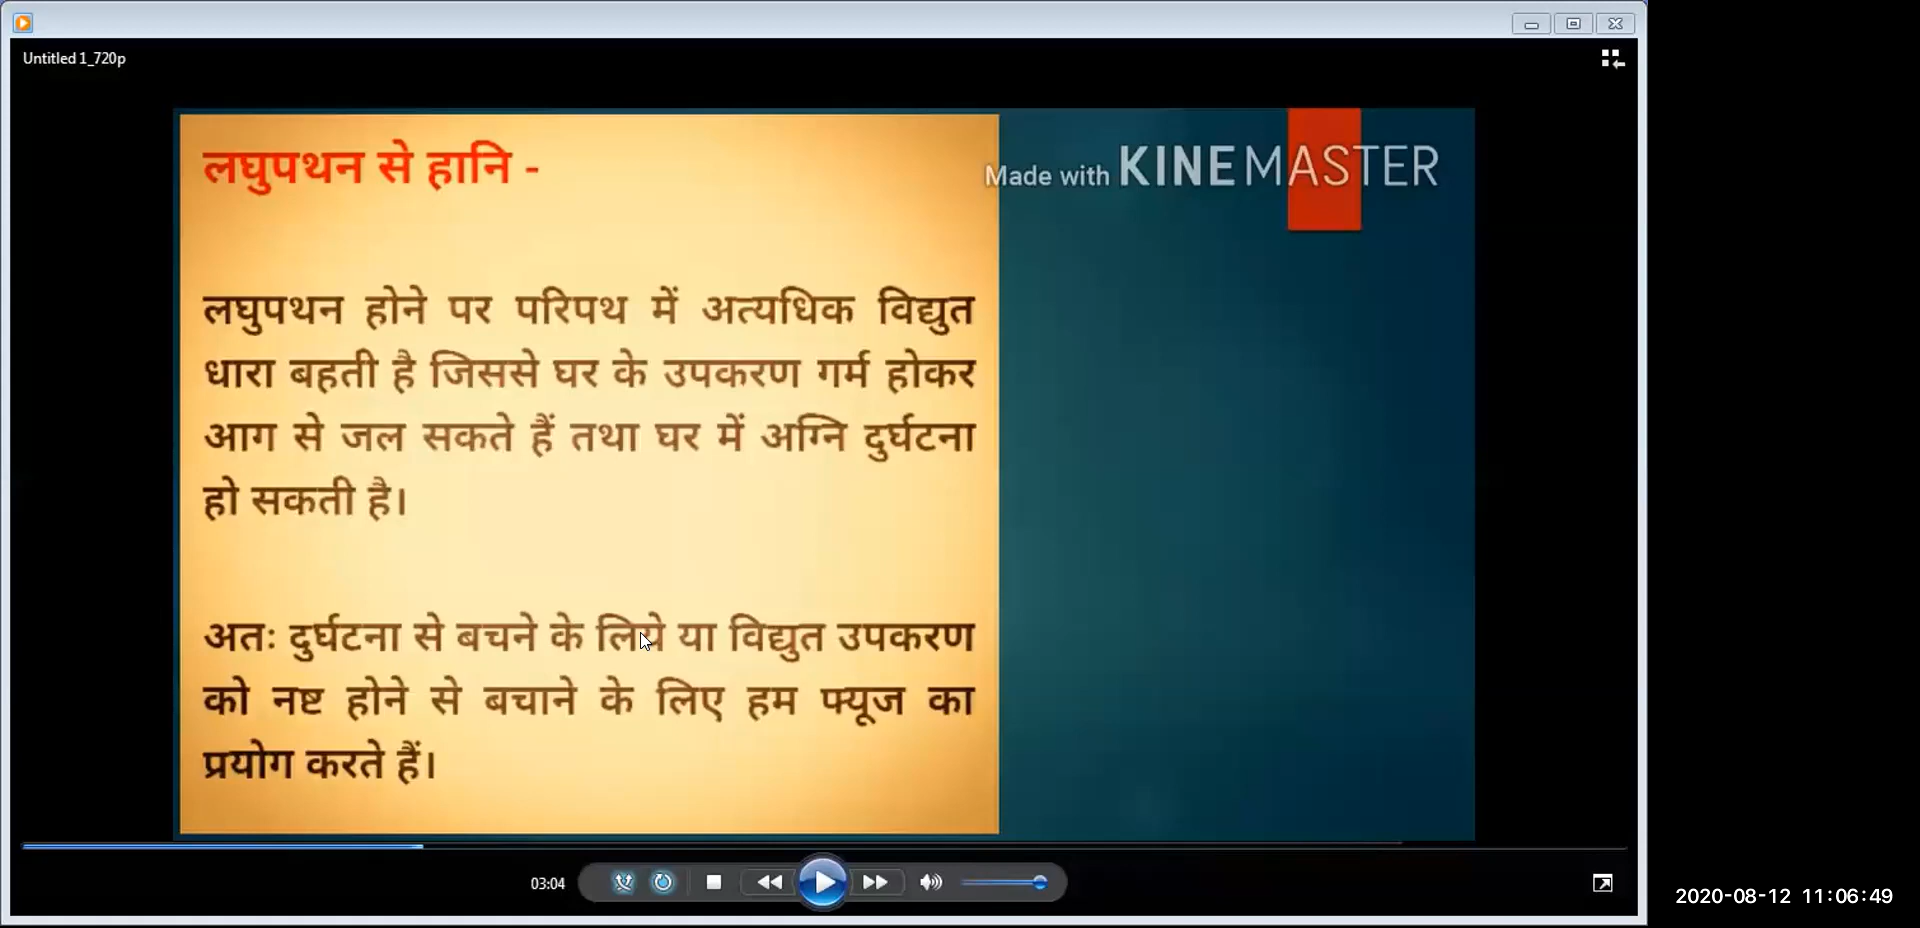 Untitled 1_720p
लघुपथन से हानि -
Made with KINEMASTER
लघुपथन होने पर परिपथ में अत्यधिक विद्युत
धारा बहती है जिससे घर के उपकरण गर्म होकर
आग से जल सकते हैं तथा घर में अग्नि दुर्घटना
हो सकती है।
अतः दुर्घटना से बचने के लिये या विद्युत उपकरण
को नष्ट होने से बचाने के लिए हम फ्यूज का
प्रयोग करते हैं।
03:04
2020-08-12 11:06:49